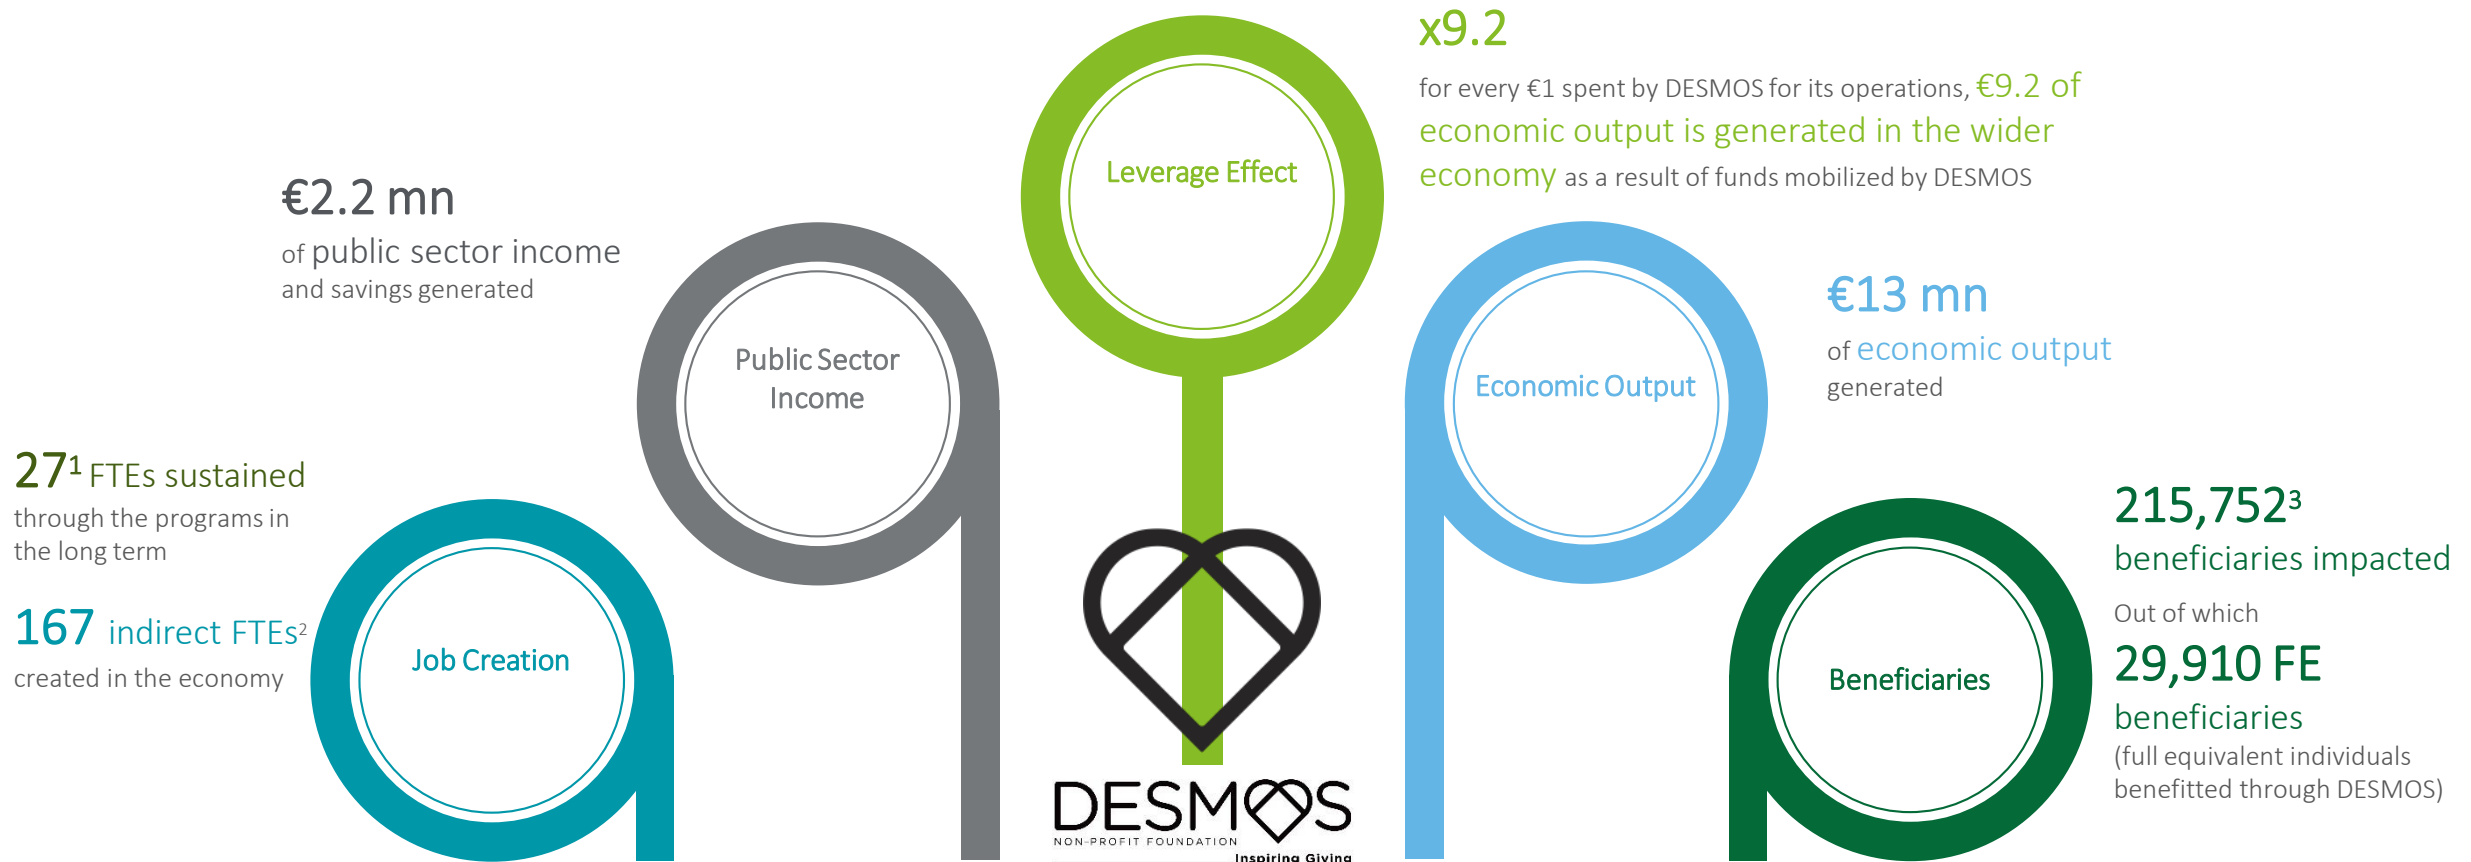 27¹ FTEs sustained
through the programs in
the long term
167 indirect FTEs²
created in the economy
Job Creation
€2.2 mn
of public sector income
and savings generated
Public Sector
Income
Leverage Effect
x9.2
for every €1 spent by DESMOS for its operations, €9.2 of
economic output is generated in the wider
economy as a result of funds mobilized by DESMOS
Economic Output
€13 mn
of economic output
generated
Beneficiaries
215,752³
beneficiaries impacted
Out of which
29,910 FE
beneficiaries
(full equivalent individuals
benefitted through DESMOS)
DESMOS
NON-PROFIT FOUNDATION
Inspiring Giving